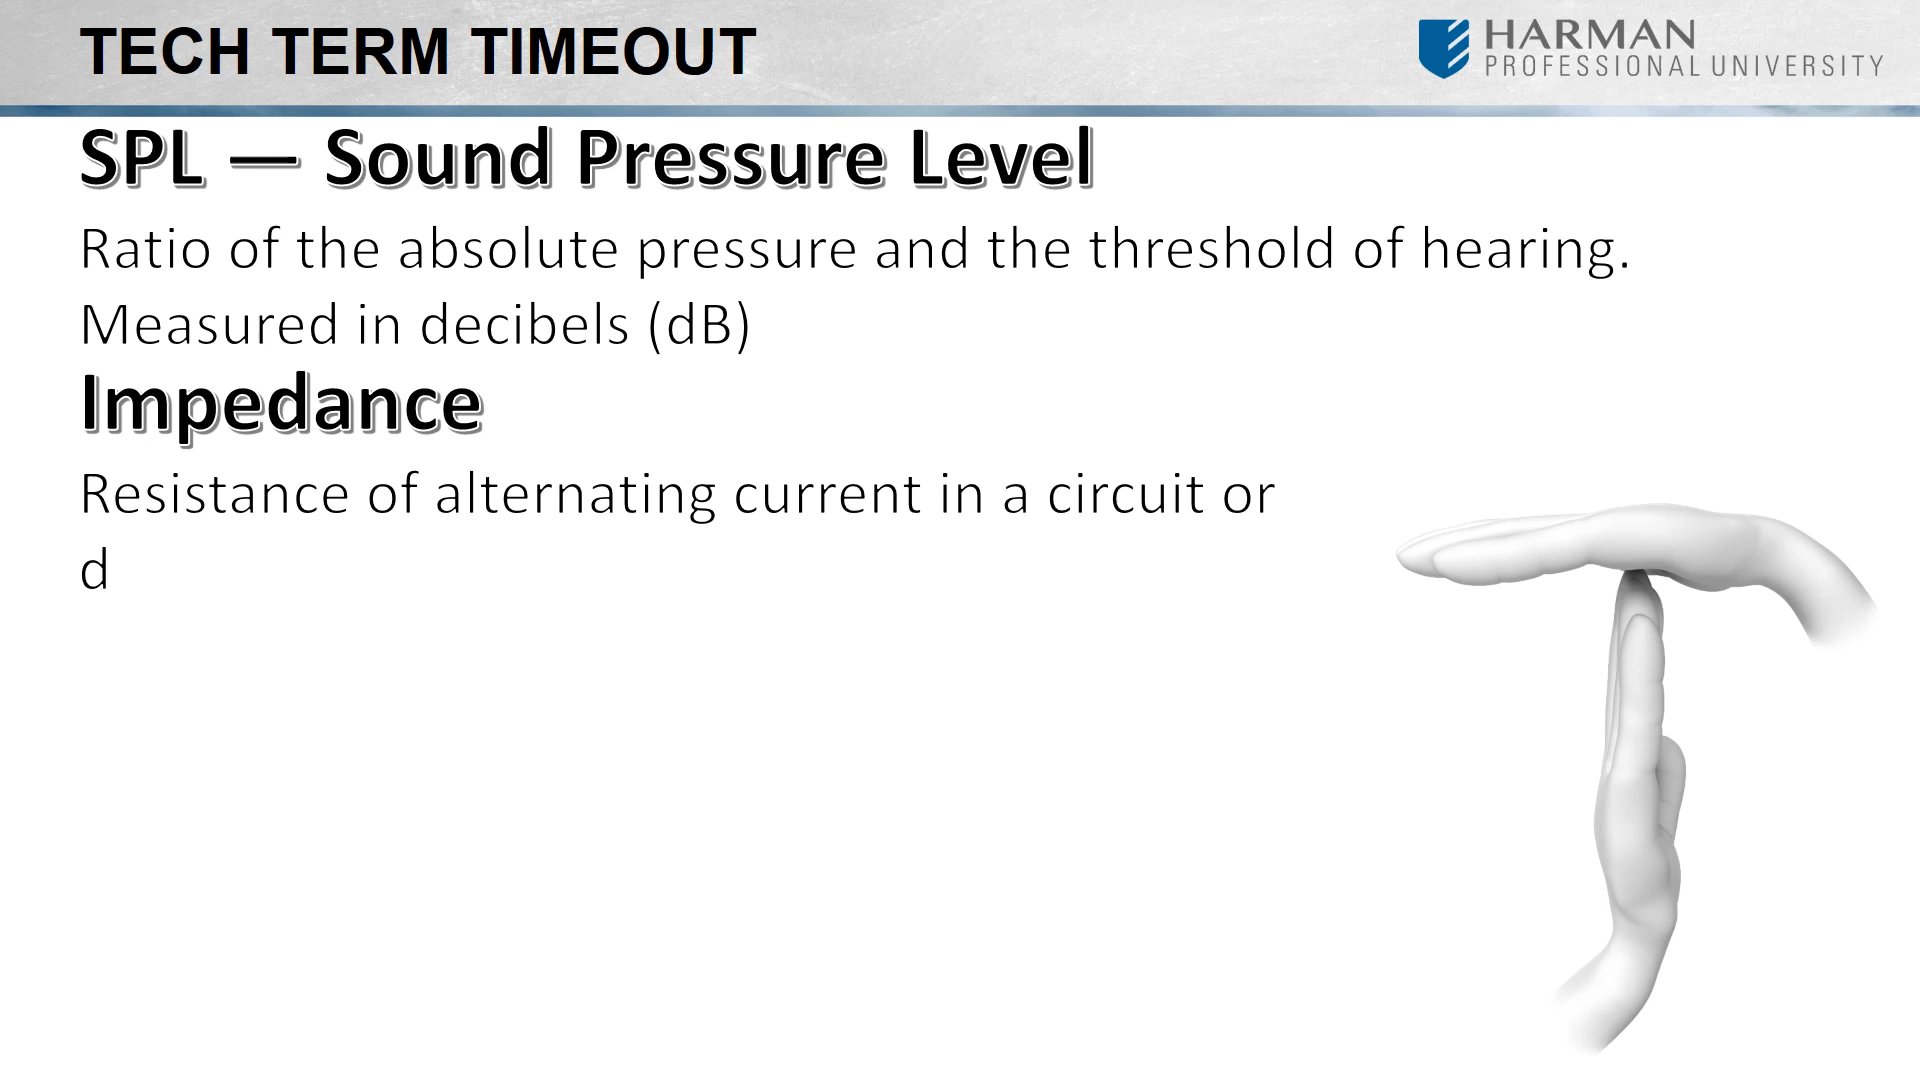 TECH TERM TIMEOUT
HARMAN
PROFESSIONAL UNIVERSITY
SPL — Sound Pressure Level
Ratio of the absolute pressure and the threshold of hearing.
Measured in decibels (dB)
Impedance
Resistance of alternating current in a circuit or
d